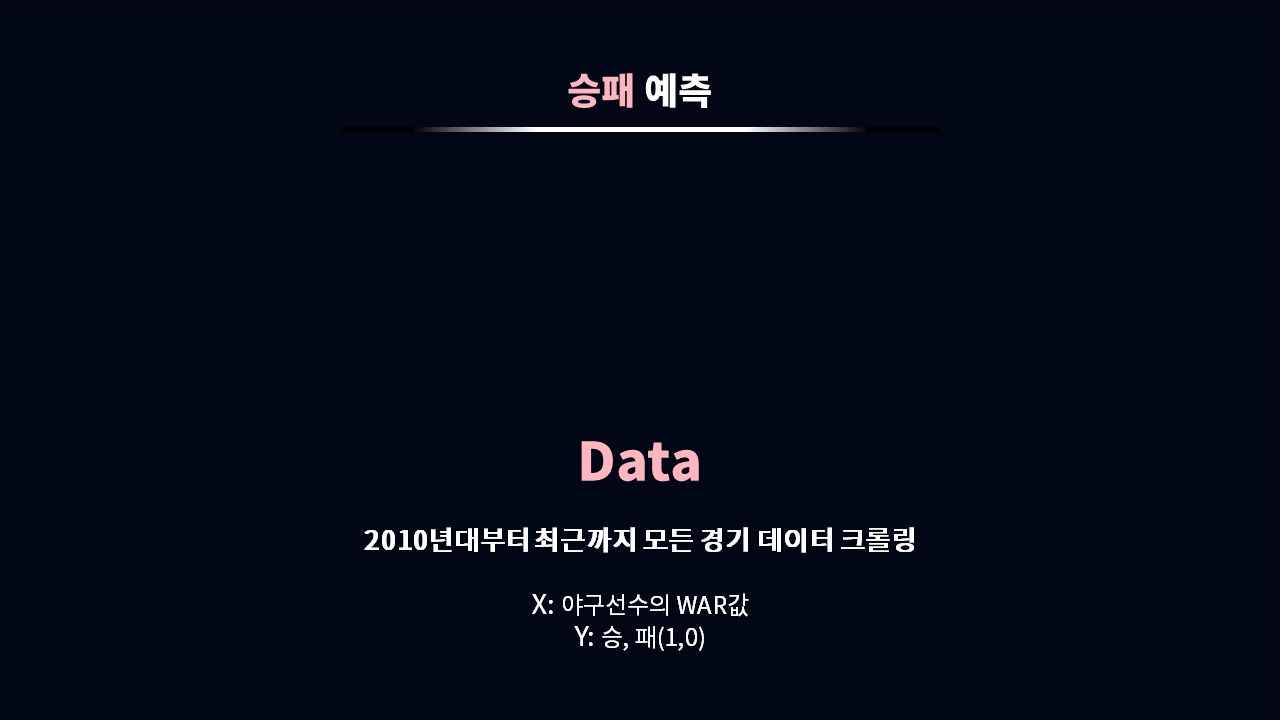 승패 예측
Data
2010년대부터 최근까지 모든 경기 데이터 크롤링
X: 야구선수의 WAR값
Y: 승, 패(1,0)